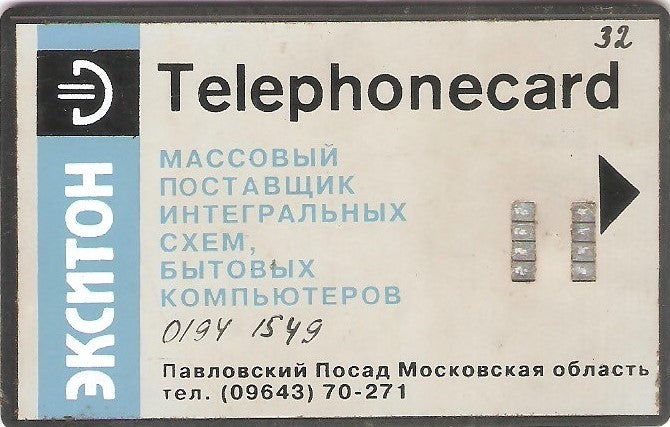 32
Telephonecard
ЭКСИТОН
МАССОВЫЙ
ПОСТАВЩИК
ИНТЕГРАЛЬНЫХ
СХЕМ,
БЫТОВЫХ
КОМПЬЮТЕРОВ
0194 1549
Павловский Посад Московская область
тел. (09643) 70-271